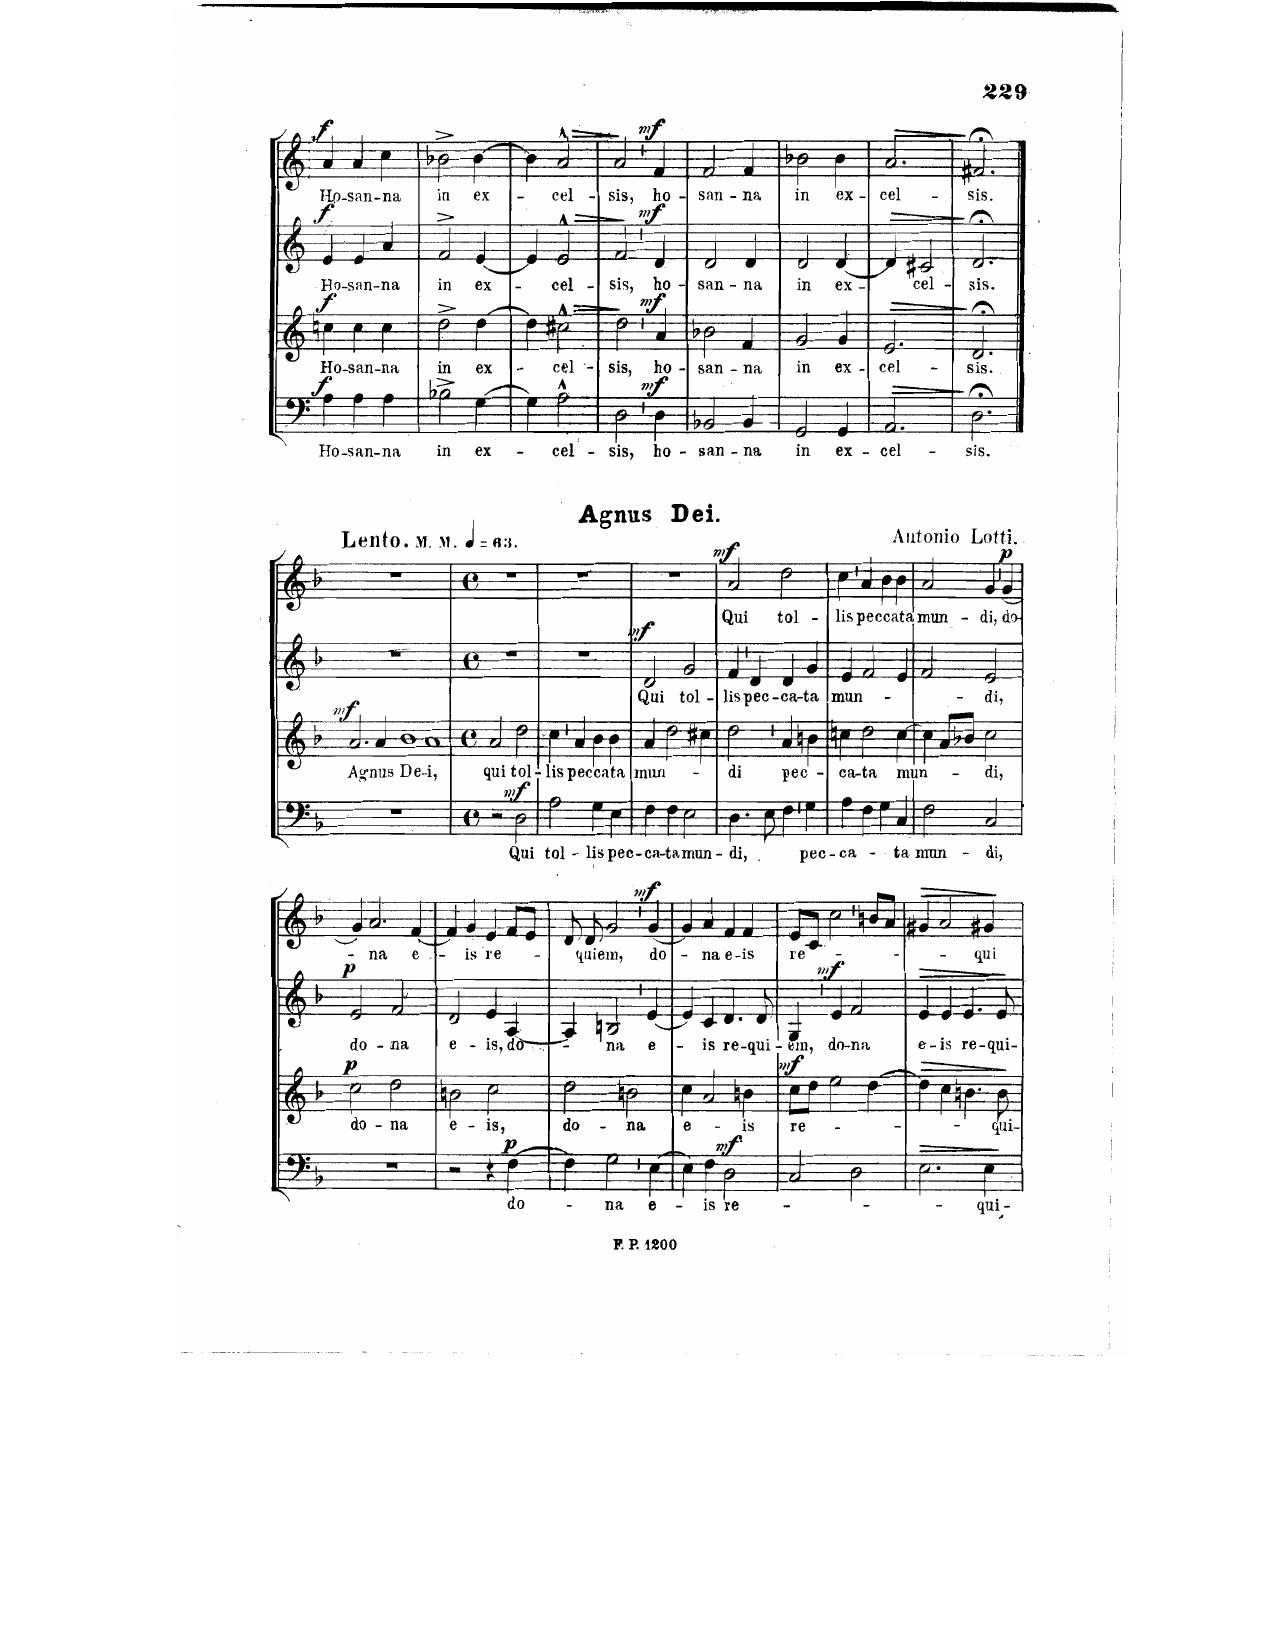 229
f mf
Ho-san-na in ex - cel - sis, ho - san - na in ex - cel - sis.
f mf
Ho-san-na in ex - cel - sis, ho - san - na in ex - cel - sis.
f mf
Ho-san-na in ex - cel - sis, ho - san - na in ex - cel - sis.
f mf
Ho-san-na in ex - cel - sis, ho - san - na in ex - cel - sis.
Agnus Dei.
Lento. M. M. = 63. Antonio Lotti.
mf p
Qui tol - lis peccata mun - di, do-
mf
Qui tol - lis pec-ca-ta mun - - di,
mf
Agnus De-i, qui tol-lis peccata mun - di pec - ca-ta mun - di,
mf
Qui tol - lis pec-ca-ta mun - di, pec-ca - ta mun - di,
mf
- na e - is re - quiem, do - na e-is re - - - qui
p mf
do - na e - is, do - na e - is re-qui-em, do-na e-is re-qui-
p mf
do - na e - is, do - na e - is re - - - qui-
p mf
do - na e - is re - - - qui-
F. P. 1200